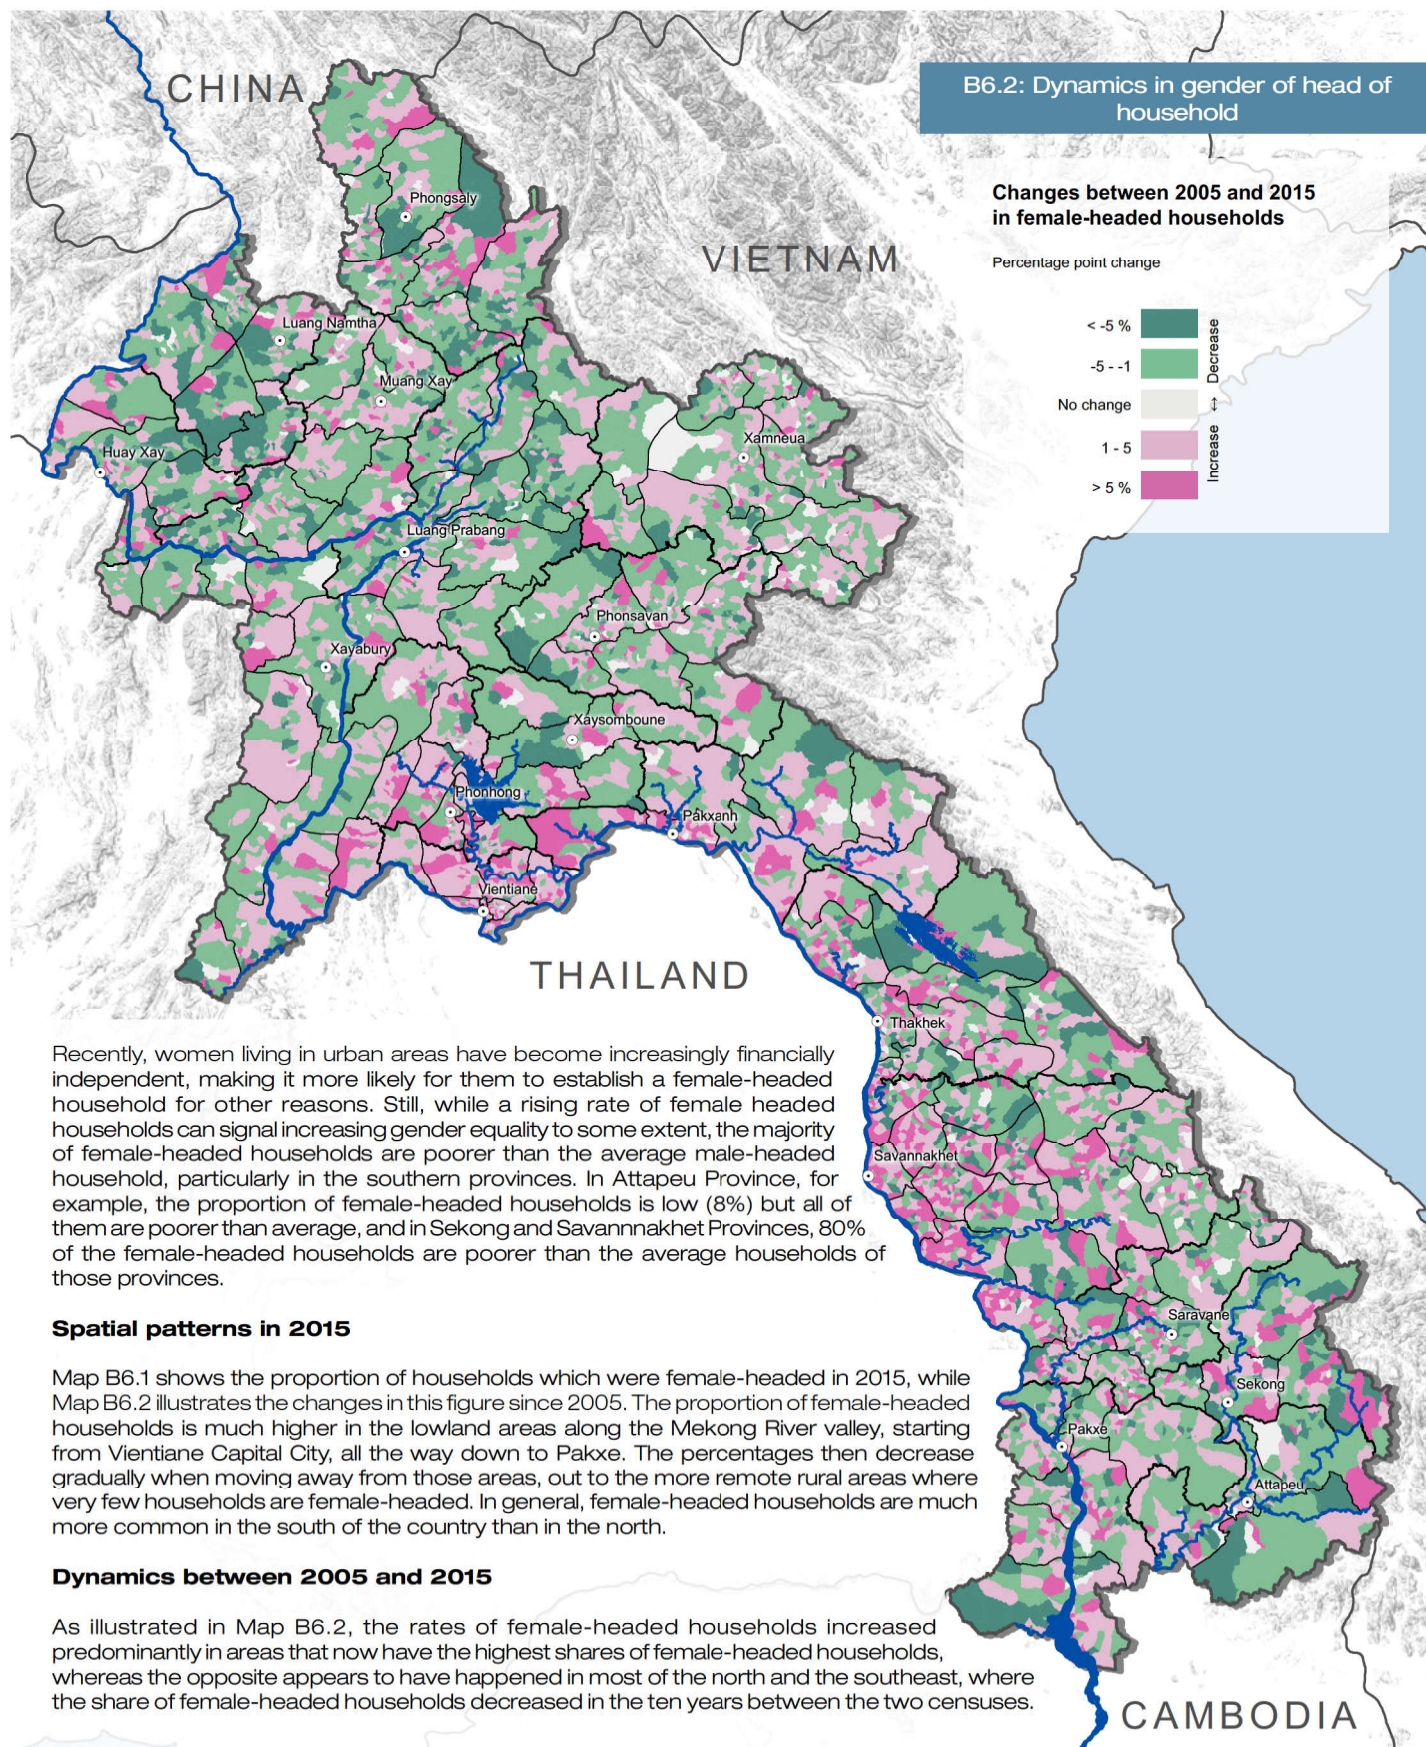 B6.2: Dynamics in gender of head of
household
Changes between 2005 and 2015
in female-headed households
Percentage point change
< -5 %
-5 - -1
No change
1 - 5
> 5 %
Increase ↔ Decrease
CHINA
VIETNAM
THAILAND
CAMBODIA
Phongsaly
Luang Namtha
Muang Xay
Xamneua
Huay Xay
Luang Prabang
Phonsavan
Xayabury
Xaysomboune
Phonhong
Pakxanh
Vientiane
Thakhek
Savannakhet
Saravane
Sekong
Pakxe
Attapeu
Recently, women living in urban areas have become increasingly financially
independent, making it more likely for them to establish a female-headed
household for other reasons. Still, while a rising rate of female headed
households can signal increasing gender equality to some extent, the majority
of female-headed households are poorer than the average male-headed
household, particularly in the southern provinces. In Attapeu Province, for
example, the proportion of female-headed households is low (8%) but all of
them are poorer than average, and in Sekong and Savannnakhet Provinces, 80%
of the female-headed households are poorer than the average households of
those provinces.
Spatial patterns in 2015
Map B6.1 shows the proportion of households which were female-headed in 2015, while
Map B6.2 illustrates the changes in this figure since 2005. The proportion of female-headed
households is much higher in the lowland areas along the Mekong River valley, starting
from Vientiane Capital City, all the way down to Pakxe. The percentages then decrease
gradually when moving away from those areas, out to the more remote rural areas where
very few households are female-headed. In general, female-headed households are much
more common in the south of the country than in the north.
Dynamics between 2005 and 2015
As illustrated in Map B6.2, the rates of female-headed households increased
predominantly in areas that now have the highest shares of female-headed households,
whereas the opposite appears to have happened in most of the north and the southeast, where
the share of female-headed households decreased in the ten years between the two censuses.